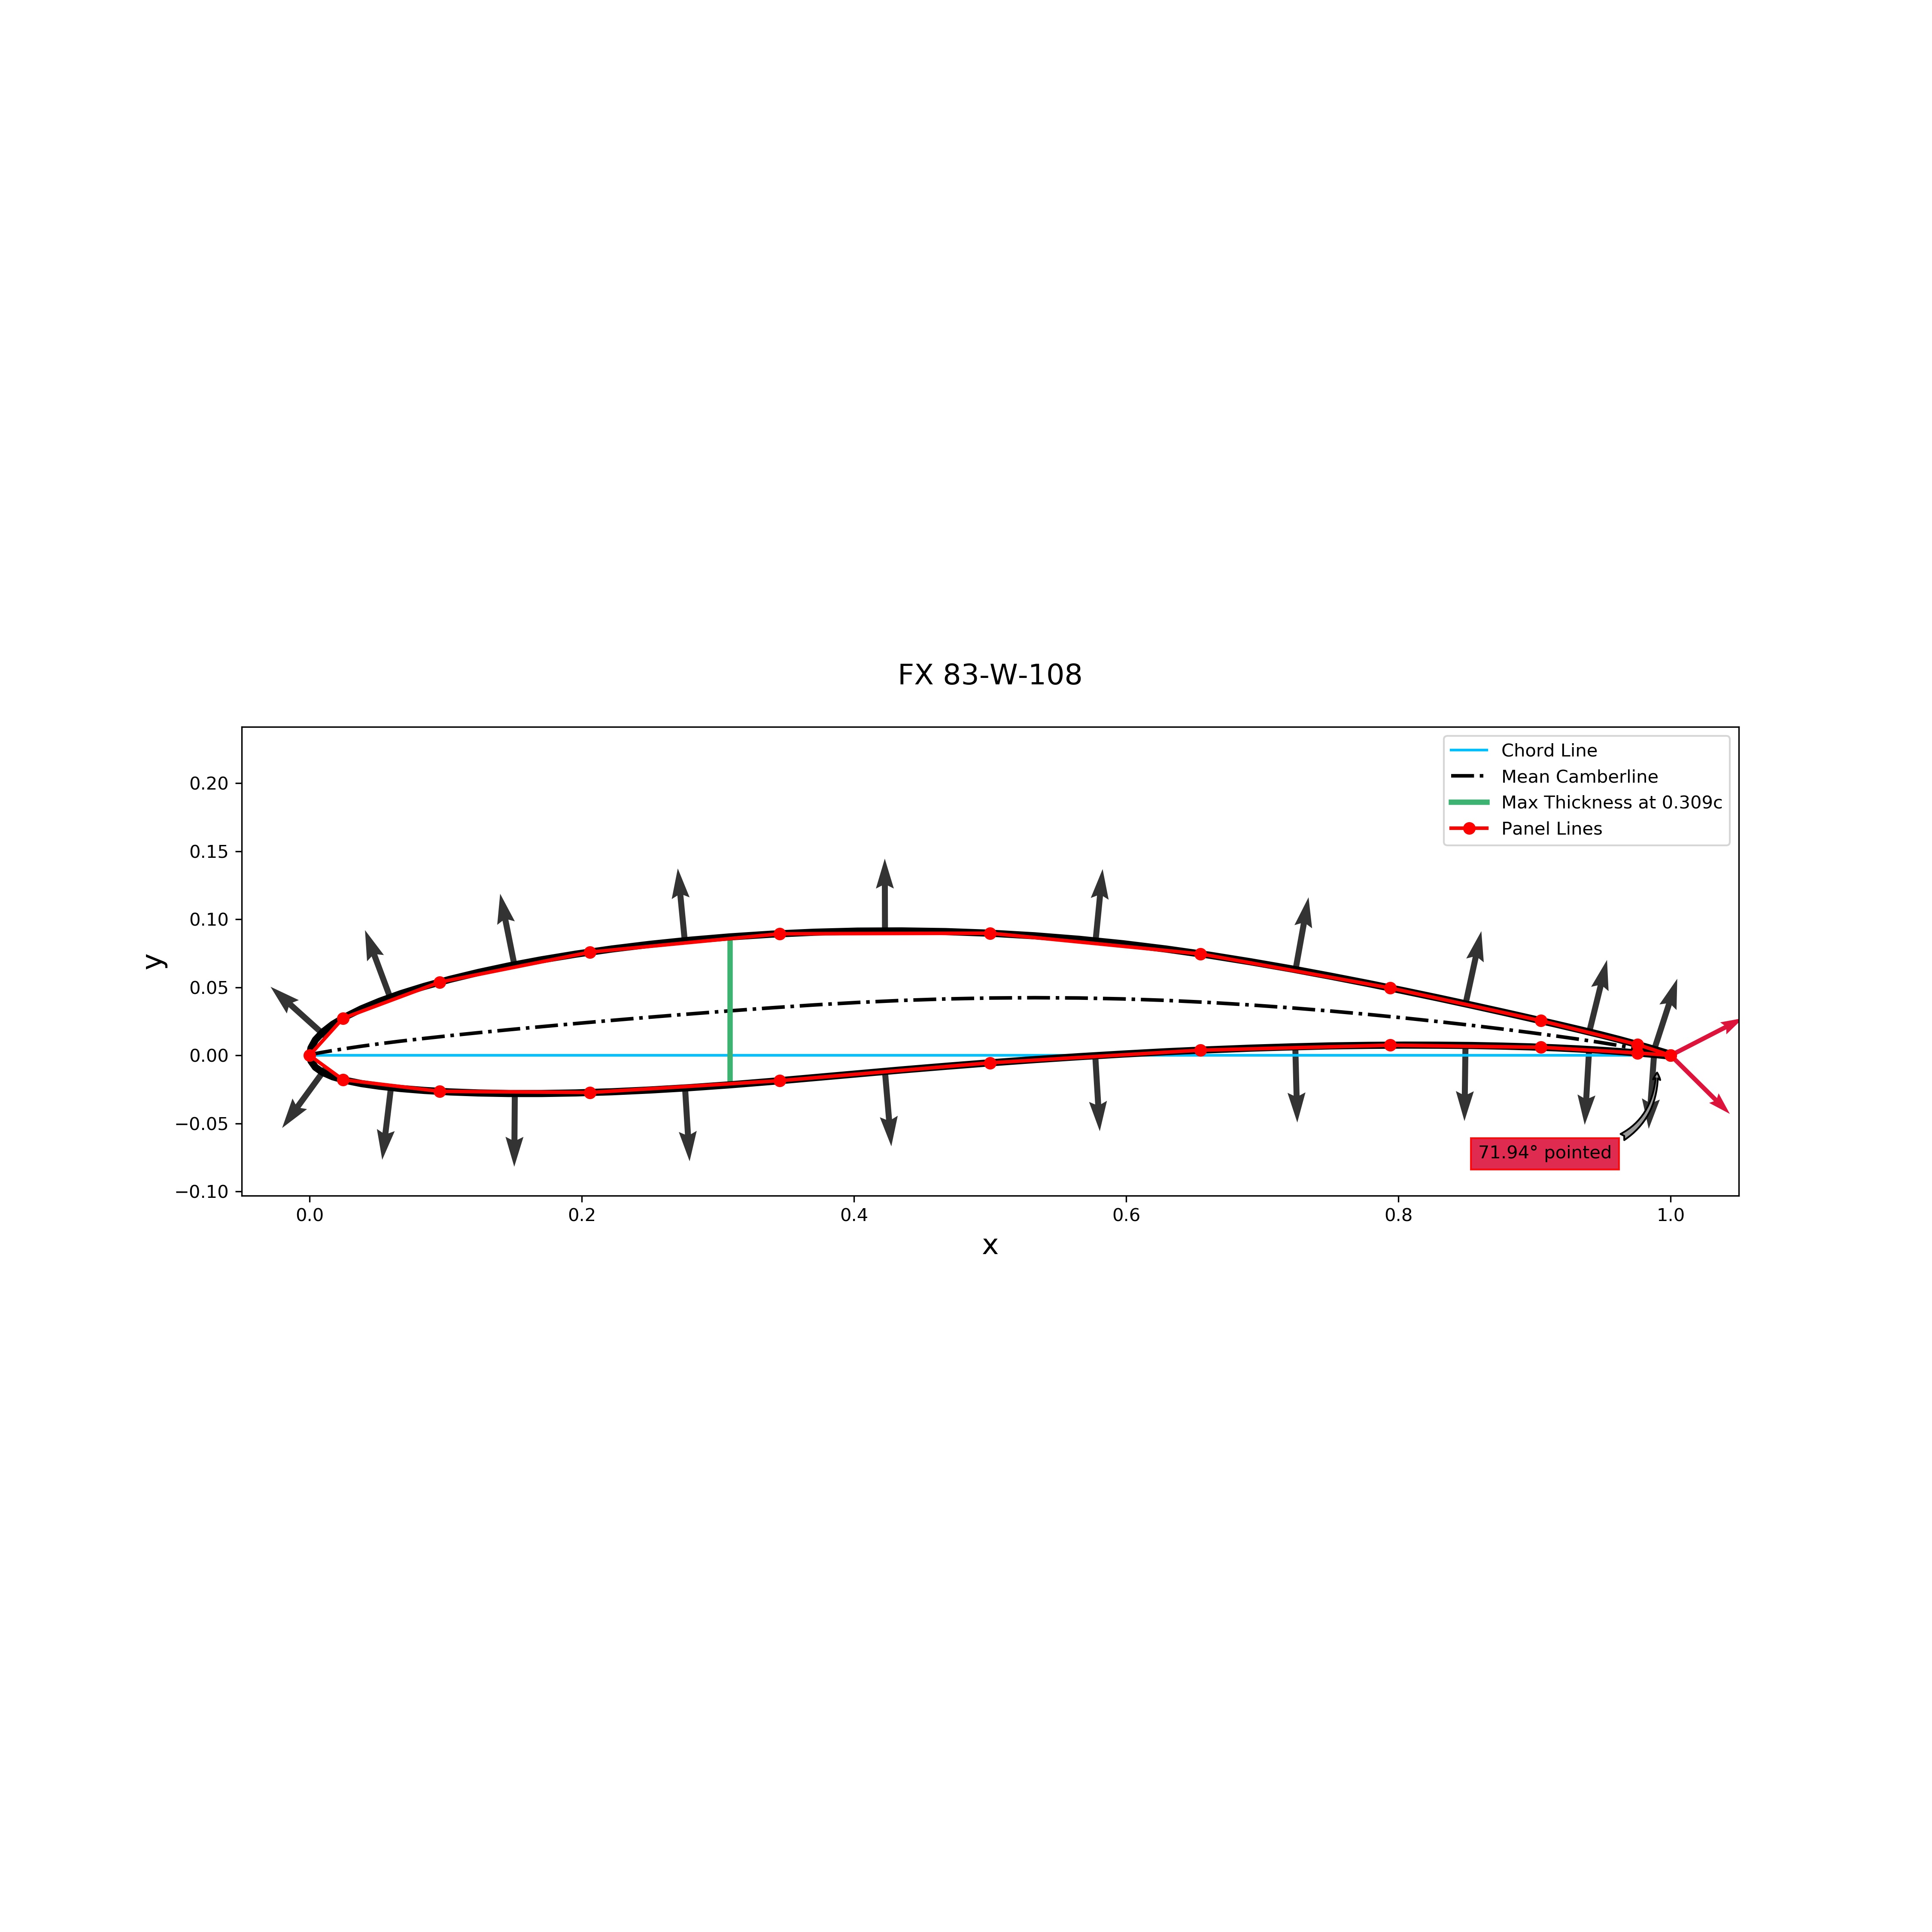 FX 83-W-108
Chord Line
Mean Camberline
Max Thickness at 0.309c
Panel Lines
0.20
0.15
0.10
0.05
0.00
−0.05
−0.10
y
71.94° pointed
0.0 0.2 0.4 0.6 0.8 1.0
x